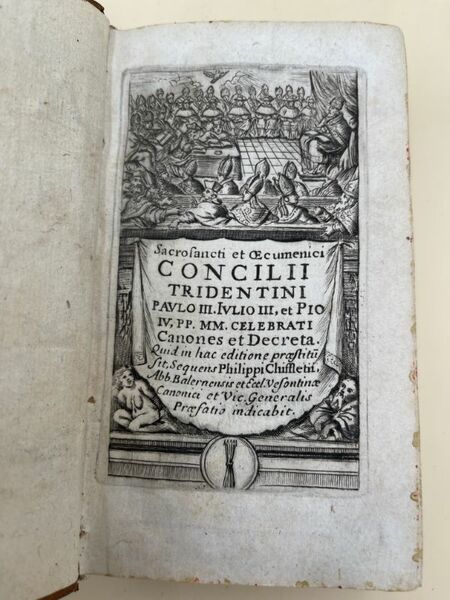 Sacrosancti et Œcumenici
CONCILII
TRIDENTINI
PAVLO III. IVLIO III, et PIO
IV, PP. MM. CELEBRATI
Canones et Decreta.
Quid in hac editione præstitū
sit, Sequens Philippi Chiffletii,
Abb. Balernensis et Eccl. Vesontinæ
Canonici et Vic. Generalis
Præfatio indicabit.